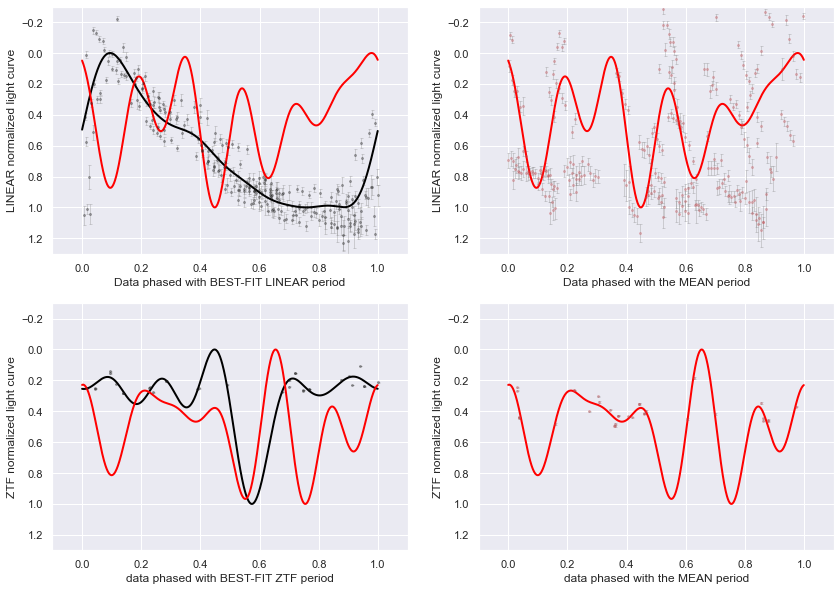 LINEAR normalized light curve
−0.2
0.0
0.2
0.4
0.6
0.8
1.0
1.2
0.0 0.2 0.4 0.6 0.8 1.0
Data phased with BEST-FIT LINEAR period
LINEAR normalized light curve
−0.2
0.0
0.2
0.4
0.6
0.8
1.0
1.2
0.0 0.2 0.4 0.6 0.8 1.0
Data phased with the MEAN period
ZTF normalized light curve
−0.2
0.0
0.2
0.4
0.6
0.8
1.0
1.2
0.0 0.2 0.4 0.6 0.8 1.0
data phased with BEST-FIT ZTF period
ZTF normalized light curve
−0.2
0.0
0.2
0.4
0.6
0.8
1.0
1.2
0.0 0.2 0.4 0.6 0.8 1.0
data phased with the MEAN period